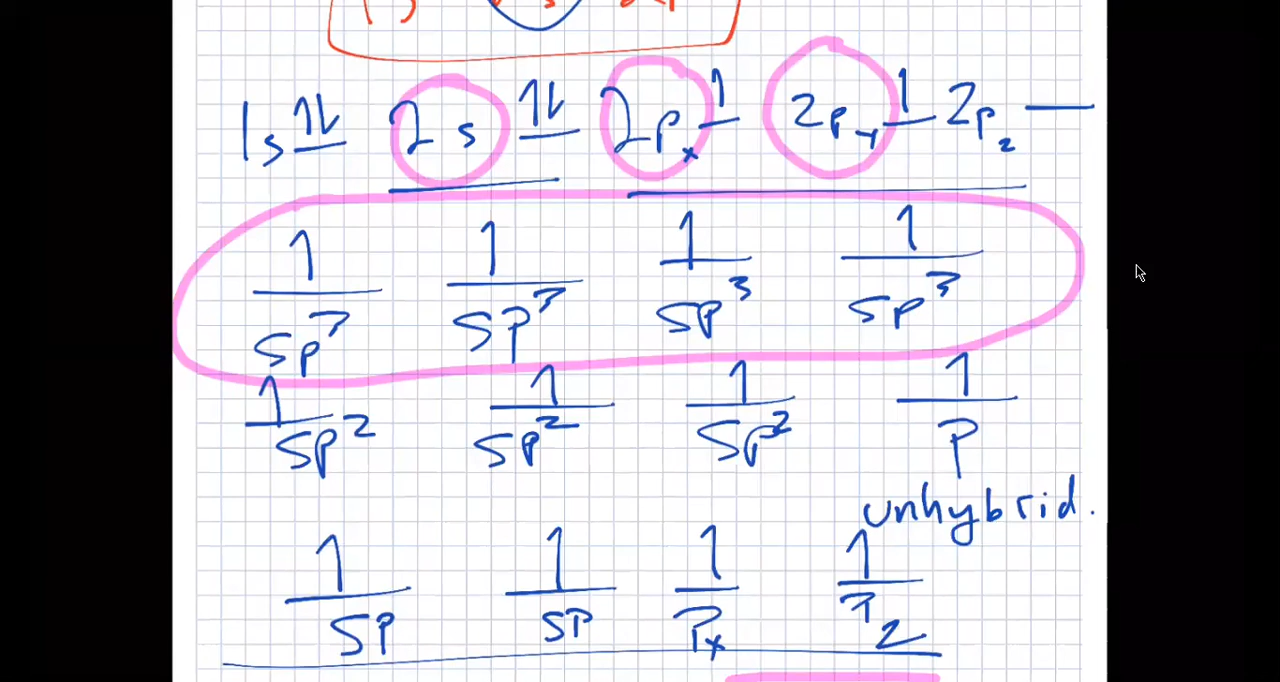 1s 1L 2s 1L 2px 1 2py 1 2pz —
1 1 1 1
sp3 sp3 sp3 sp3
1 1 1 1
sp2 sp2 sp2 p
unhybrid.
1 1 1 1
sp sp px pz